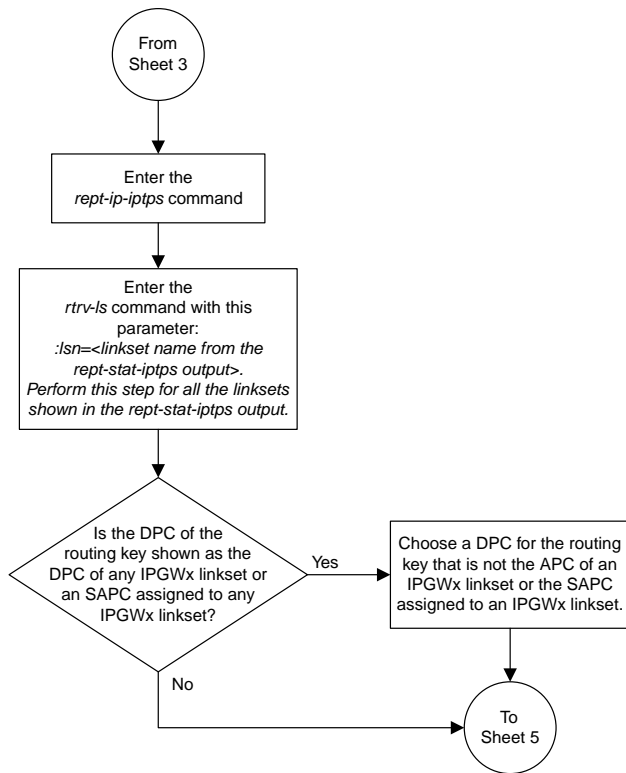 From
Sheet 3
Enter the
rept-ip-iptps command
Enter the
rtrv-ls command with this
parameter:
:lsn=<linkset name from the
rept-stat-iptps output>.
Perform this step for all the linksets
shown in the rept-stat-iptps output.
Is the DPC of the
routing key shown as the
DPC of any IPGWx linkset or
an SAPC assigned to any
IPGWx linkset?
Yes
Choose a DPC for the routing
key that is not the APC of an
IPGWx linkset or the SAPC
assigned to an IPGWx linkset.
No
To
Sheet 5